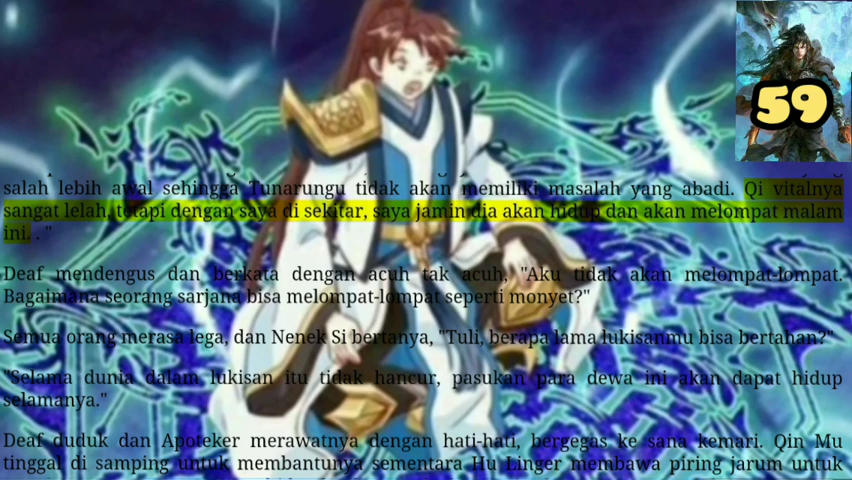 59
salah lebih awal sehingga Tunarungu tidak akan memiliki masalah yang abadi. Qi vitalnya
sangat lelah, tetapi dengan saya di sekitar, saya jamin dia akan hidup dan akan melompat malam
ini. . "
Deaf mendengus dan berkata dengan acuh tak acuh, "Aku tidak akan melompat-lompat.
Bagaimana seorang sarjana bisa melompat-lompat seperti monyet?"
Semua orang merasa lega, dan Nenek Si bertanya, "Tuli, berapa lama lukisanmu bisa bertahan?"
"Selama dunia dalam lukisan itu tidak hancur, pasukan para dewa ini akan dapat hidup
selamanya."
Deaf duduk dan Apoteker merawatnya dengan hati-hati, bergegas ke sana kemari. Qin Mu
tinggal di samping untuk membantunya sementara Hu Linger membawa piring jarum untuk